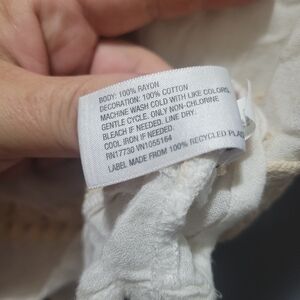 BODY: 100% RAYON
DECORATION: 100% COTTON
MACHINE WASH COLD WITH LIKE COLORS,
GENTLE CYCLE. ONLY NON-CHLORINE
BLEACH IF NEEDED. LINE DRY.
COOL IRON IF NEEDED.
RN17730 VN1055164
LABEL MADE FROM 100% RECYCLED